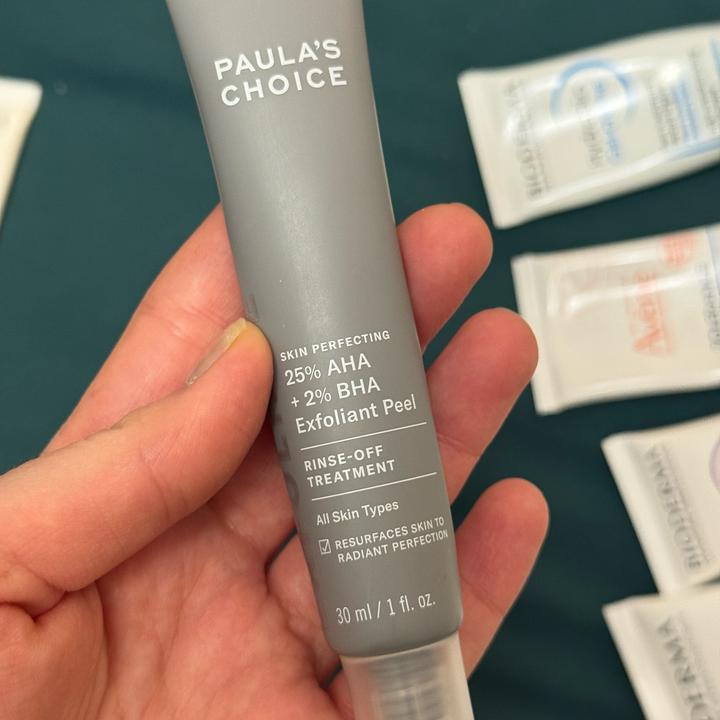 PAULA'S
CHOICE
SKIN PERFECTING
25% AHA
+ 2% BHA
Exfoliant Peel
RINSE-OFF
TREATMENT
All Skin Types
RESURFACES SKIN TO
RADIANT PERFECTION
30 ml / 1 fl. oz.
BIODERMA
Avène
BIODERMA